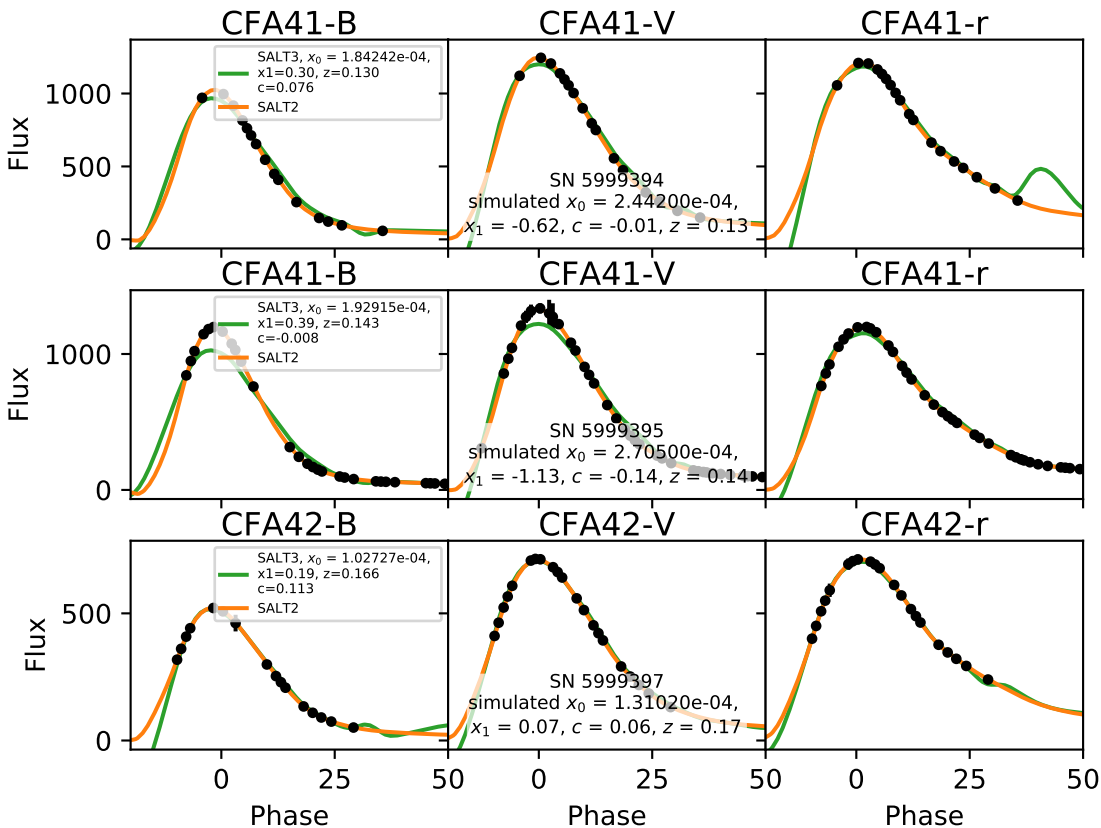 CFA41-B CFA41-V CFA41-r
SALT3, x₀ = 1.84242e-04,
x1=0.30, z=0.130
c=0.076
SALT2
1000
500
0
Flux
SN 5999394
simulated x₀ = 2.44200e-04,
x₁ = -0.62, c = -0.01, z = 0.13
CFA41-B CFA41-V CFA41-r
SALT3, x₀ = 1.92915e-04,
x1=0.39, z=0.143
c=-0.008
SALT2
1000
0
Flux
SN 5999395
simulated x₀ = 2.70500e-04,
x₁ = -1.13, c = -0.14, z = 0.14
CFA42-B CFA42-V CFA42-r
SALT3, x₀ = 1.02727e-04,
x1=0.19, z=0.166
c=0.113
SALT2
500
0
Flux
SN 5999397
simulated x₀ = 1.31020e-04,
x₁ = 0.07, c = 0.06, z = 0.17
0 25 50 0 25 50 0 25 50
Phase Phase Phase